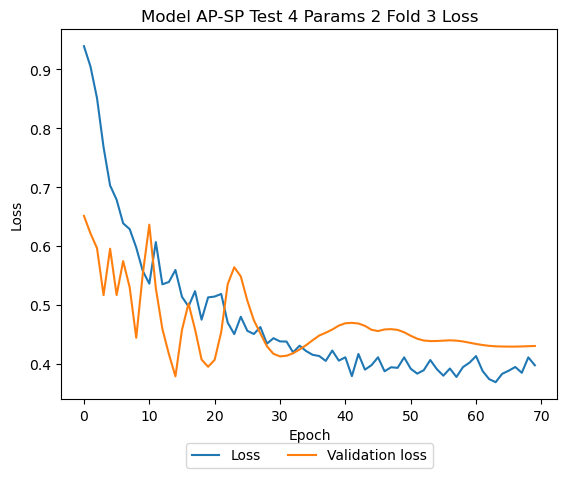 Model AP-SP Test 4 Params 2 Fold 3 Loss
Loss
0.9
0.8
0.7
0.6
0.5
0.4
0 10 20 30 40 50 60 70
Epoch
Loss Validation loss